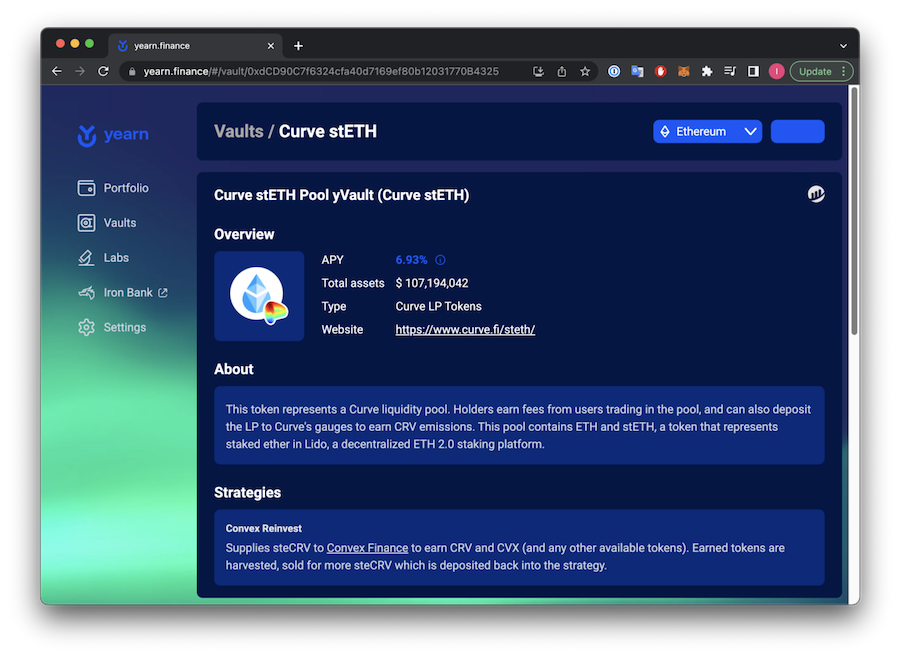 yearn.finance
yearn.finance/#/vault/0xdCD90C7f6324cfa40d7169ef80b12031770B4325
Update
yearn
Vaults / Curve stETH
Ethereum
Portfolio
Vaults
Labs
Iron Bank
Settings
Curve stETH Pool yVault (Curve stETH)
Overview
APY 6.93%
Total assets $ 107,194,042
Type Curve LP Tokens
Website https://www.curve.fi/steth/
About
This token represents a Curve liquidity pool. Holders earn fees from users trading in the pool, and can also deposit
the LP to Curve's gauges to earn CRV emissions. This pool contains ETH and stETH, a token that represents
staked ether in Lido, a decentralized ETH 2.0 staking platform.
Strategies
Convex Reinvest
Supplies steCRV to Convex Finance to earn CRV and CVX (and any other available tokens). Earned tokens are
harvested, sold for more steCRV which is deposited back into the strategy.